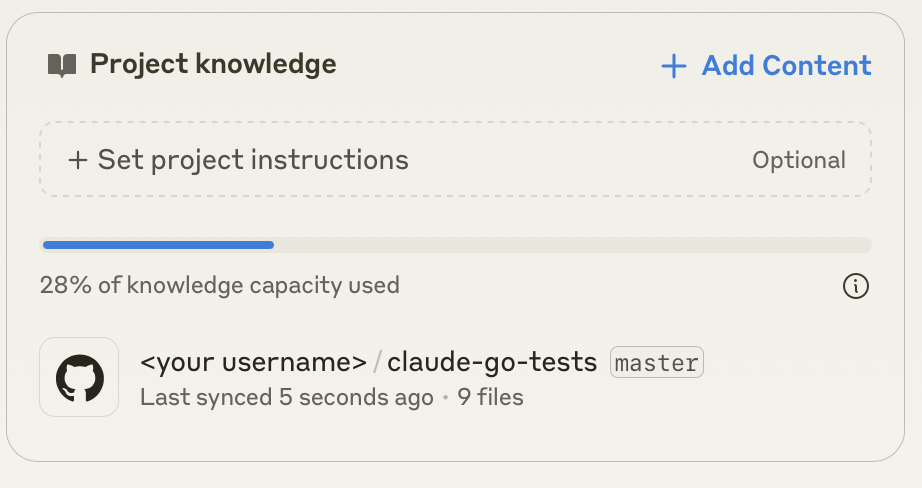 Project knowledge
+ Add Content
+ Set project instructions
Optional
28% of knowledge capacity used
<your username> / claude-go-tests master
Last synced 5 seconds ago • 9 files